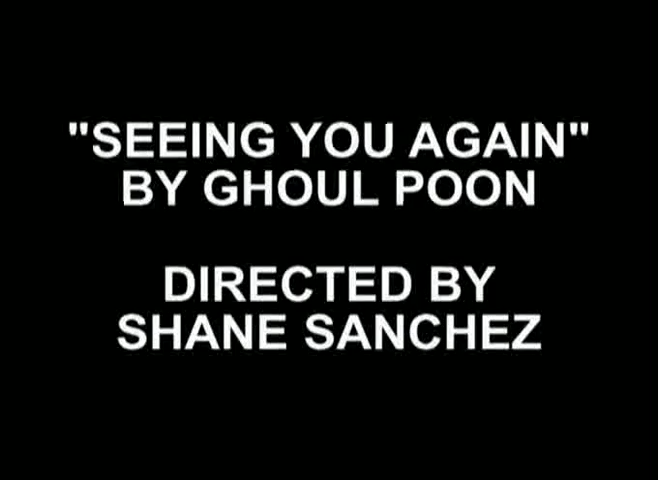 "SEEING YOU AGAIN"
BY GHOUL POON
DIRECTED BY
SHANE SANCHEZ